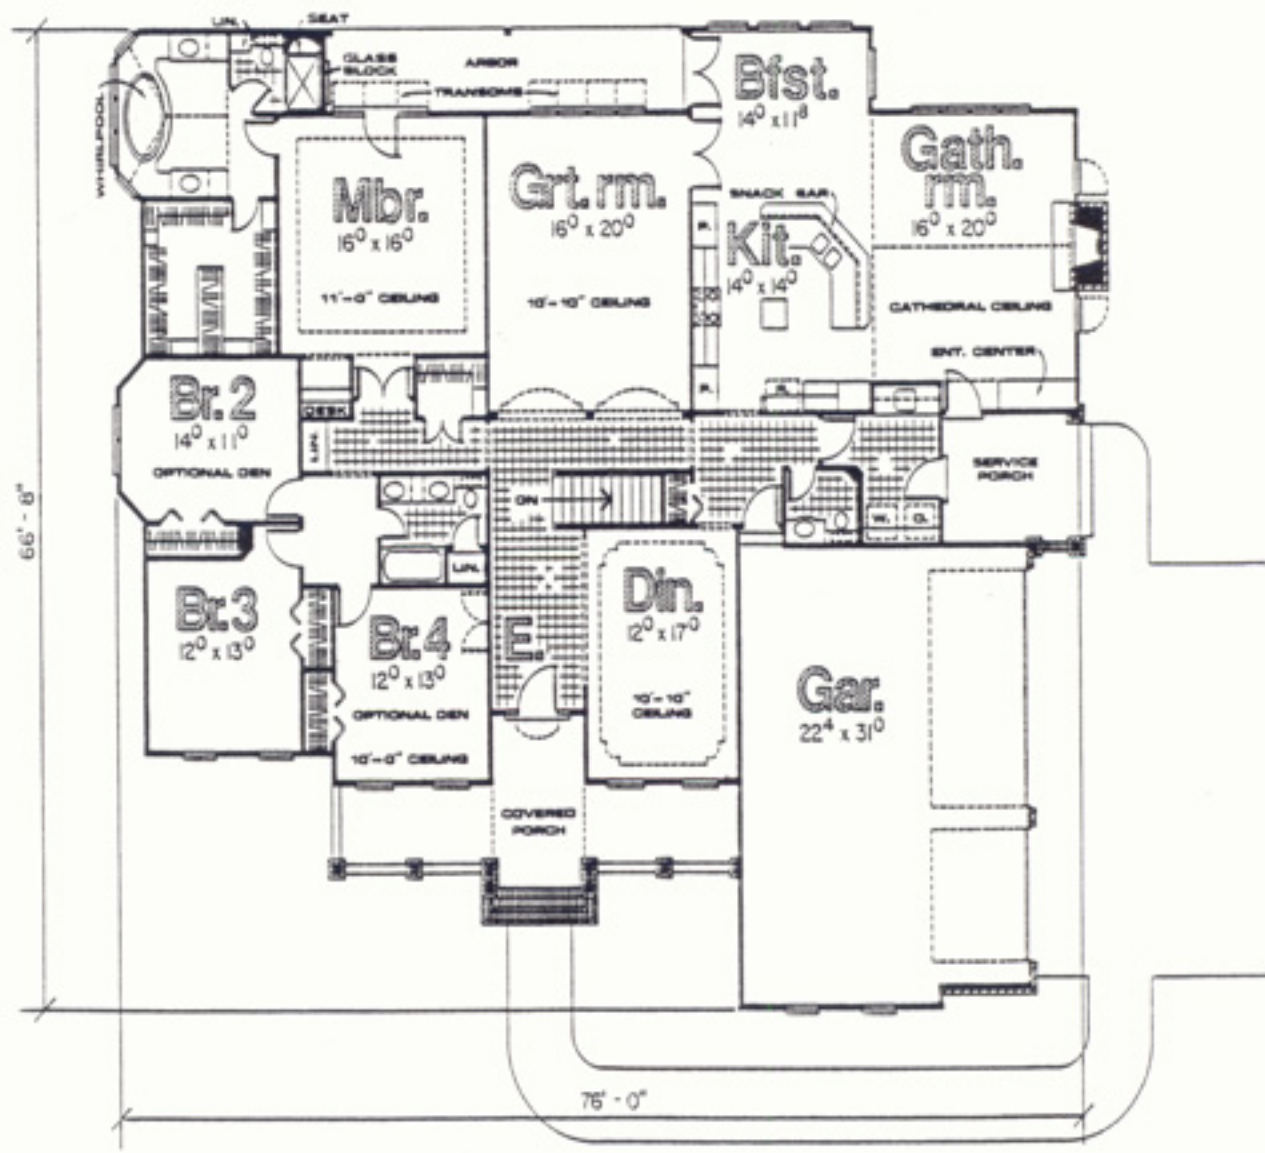 LIN.
SEAT
GLASS
BLOCK
ARBOR
TRANSOMS
WHIRLPOOL
Bfst.
14⁰ x 11⁸
Gath.
rm.
16⁰ x 20⁰
CATHEDRAL CEILING
Mbr.
16⁰ x 16⁰
11'-0" CEILING
Grt. rm.
16⁰ x 20⁰
10'-10" CEILING
SNACK BAR
P.
Kit.
14⁰ x 14⁰
P.
R.
ENT. CENTER
Br. 2
14⁰ x 11⁰
OPTIONAL DEN
DESK
LIN.
DN
SERVICE
PORCH
W.
D.
LIN.
66' - 8"
Br. 3
12⁰ x 13⁰
Br. 4
12⁰ x 13⁰
OPTIONAL DEN
10'-0" CEILING
E.
Din.
12⁰ x 17⁰
10'-10"
CEILING
Gar.
22⁴ x 31⁰
COVERED
PORCH
76' - 0"